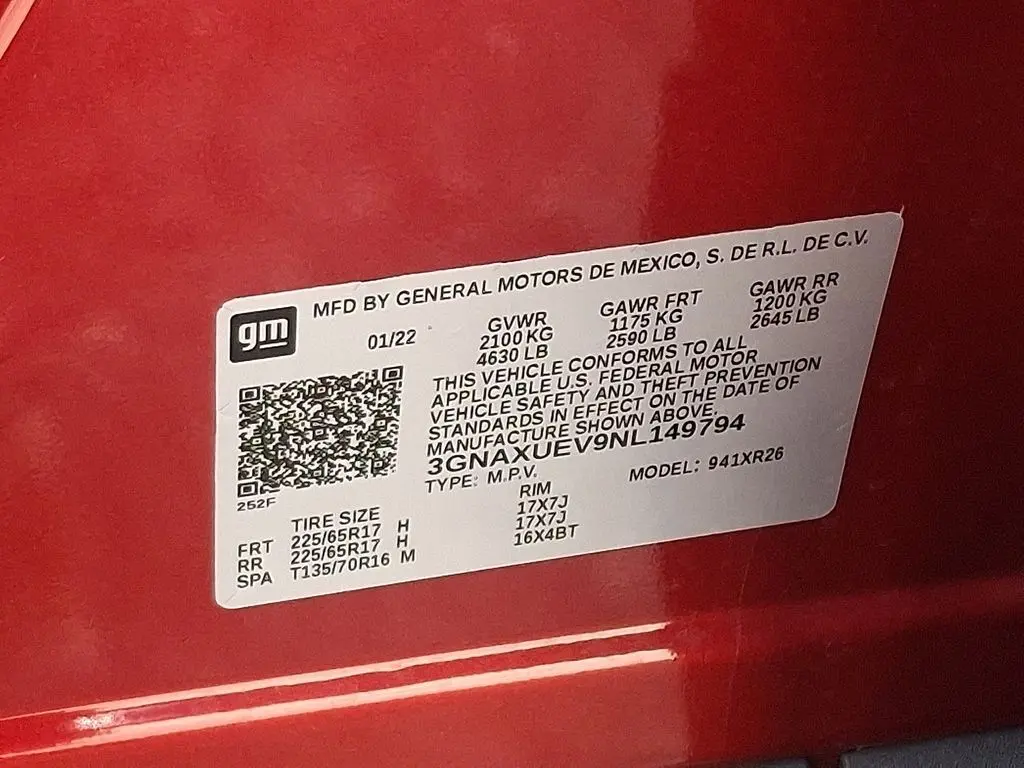 MFD BY GENERAL MOTORS DE MEXICO, S. DE R.L. DE C.V.
gm
01/22
GVWR
2100 KG
4630 LB
GAWR FRT
1175 KG
2590 LB
GAWR RR
1200 KG
2645 LB
THIS VEHICLE CONFORMS TO ALL
APPLICABLE U.S. FEDERAL MOTOR
VEHICLE SAFETY AND THEFT PREVENTION
STANDARDS IN EFFECT ON THE DATE OF
MANUFACTURE SHOWN ABOVE.
3GNAXUEV9NL149794
TYPE: M.P.V. MODEL: 941XR26
252F
TIRE SIZE RIM
FRT 225/65R17 H 17X7J
RR 225/65R17 H 17X7J
SPA T135/70R16 M 16X4BT